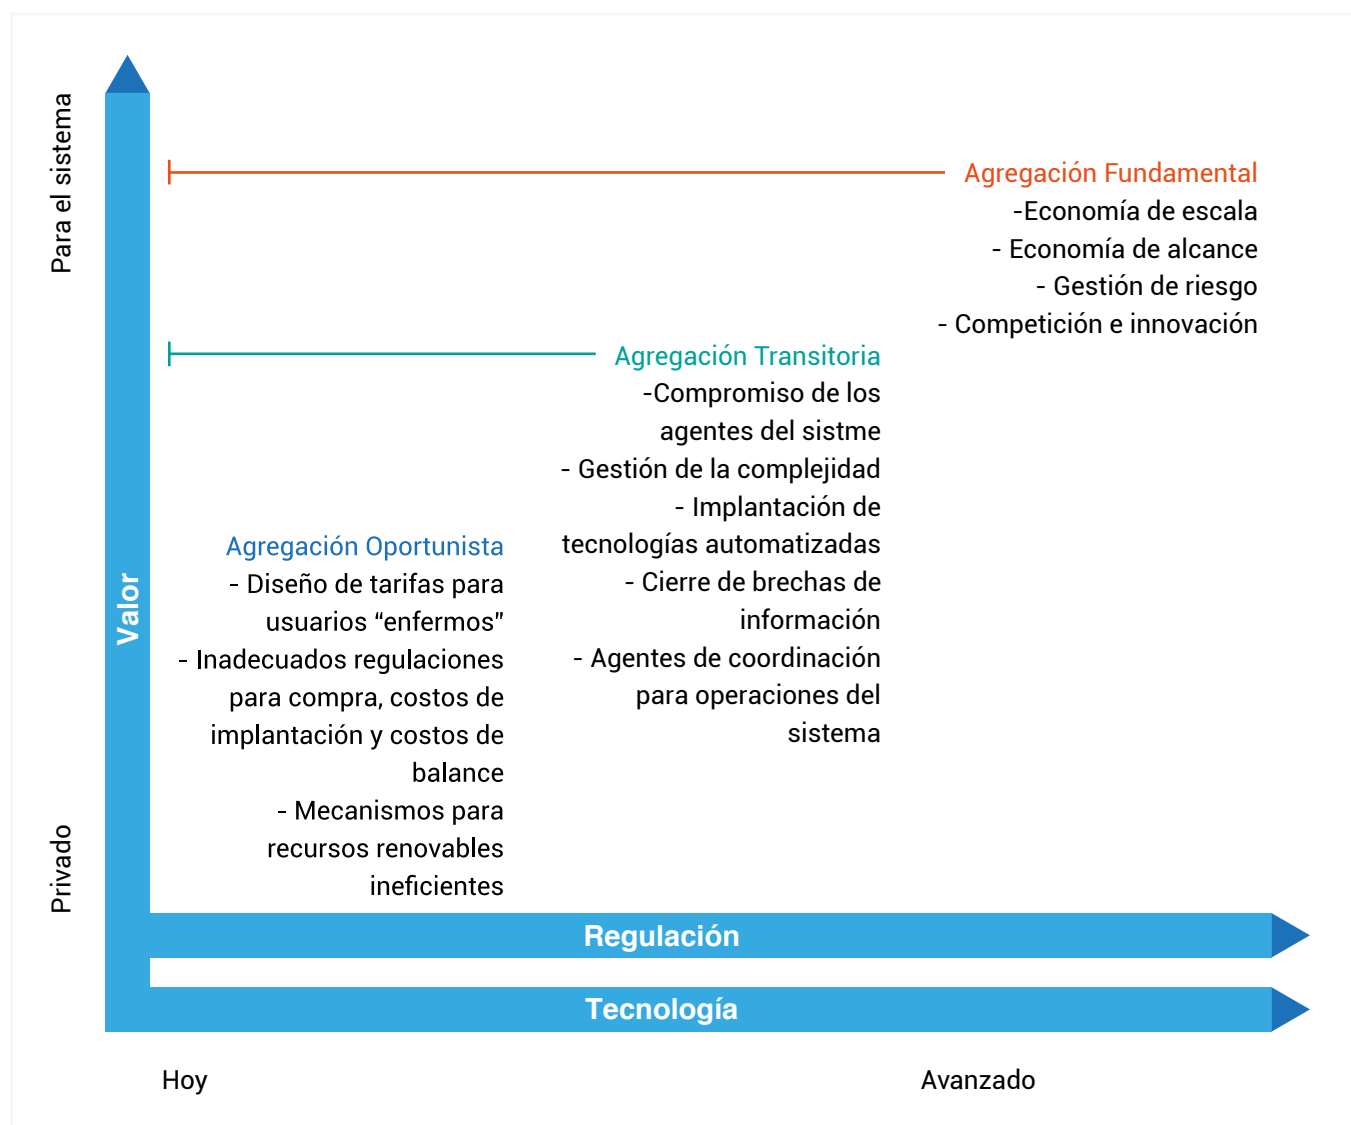 Para el sistema
Agregación Fundamental
-Economía de escala
- Economía de alcance
- Gestión de riesgo
- Competición e innovación
Agregación Transitoria
-Compromiso de los
agentes del sistme
- Gestión de la complejidad
- Implantación de
tecnologías automatizadas
- Cierre de brechas de
información
- Agentes de coordinación
para operaciones del
sistema
Agregación Oportunista
- Diseño de tarifas para
usuarios “enfermos”
- Inadecuados regulaciones
para compra, costos de
implantación y costos de
balance
- Mecanismos para
recursos renovables
ineficientes
Valor
Privado
Regulación
Tecnología
Hoy
Avanzado